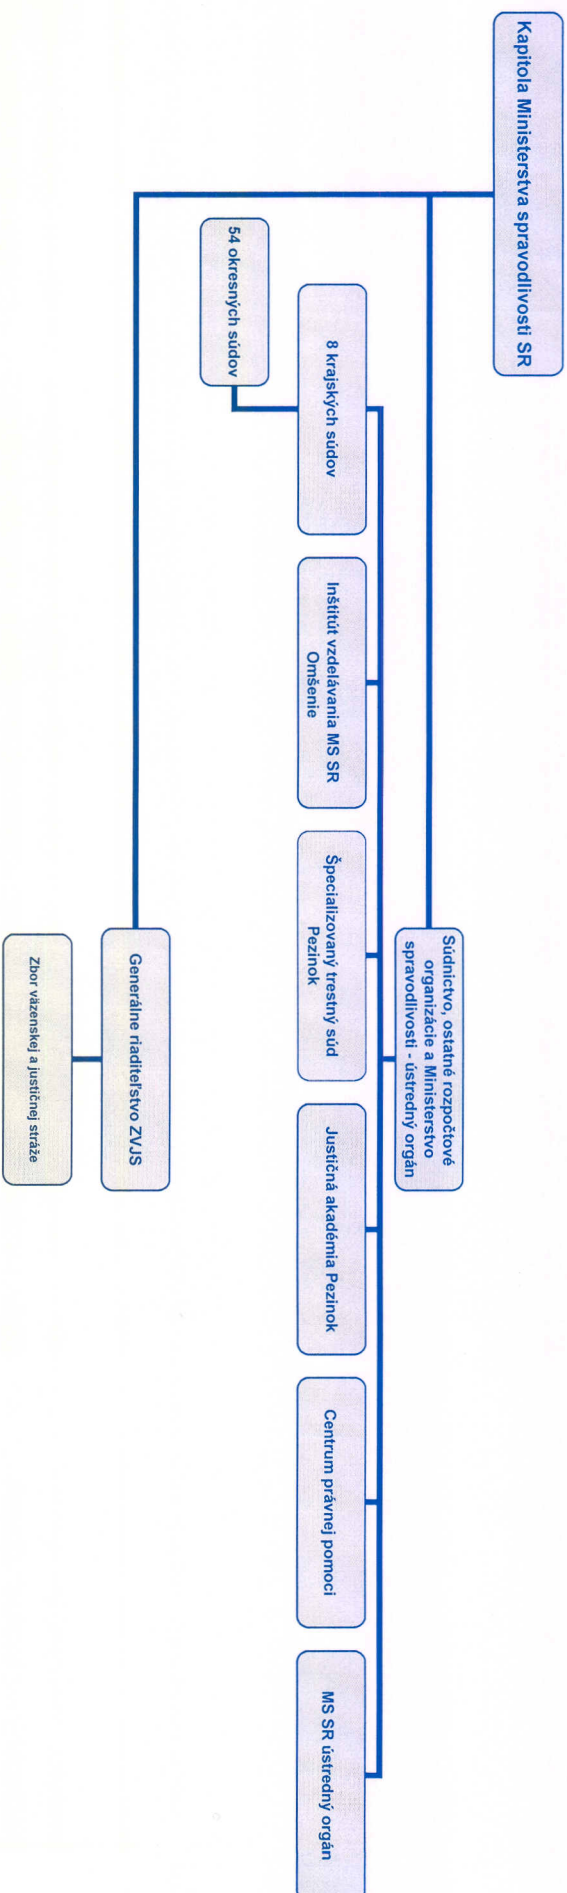 Kapitola Ministerstva spravodlivosti SR
Súdnictvo, ostatné rozpočtové
organizácie a Ministerstvo
spravodlivosti - ústredný orgán
8 krajských súdov
Inštitút vzdelávania MS SR
Omšenie
Špecializovaný trestný súd
Pezinok
Justičná akadémia Pezinok
Centrum právnej pomoci
MS SR ústredný orgán
54 okresných súdov
Generálne riaditeľstvo ZVJS
Zbor väzenskej a justičnej stráže